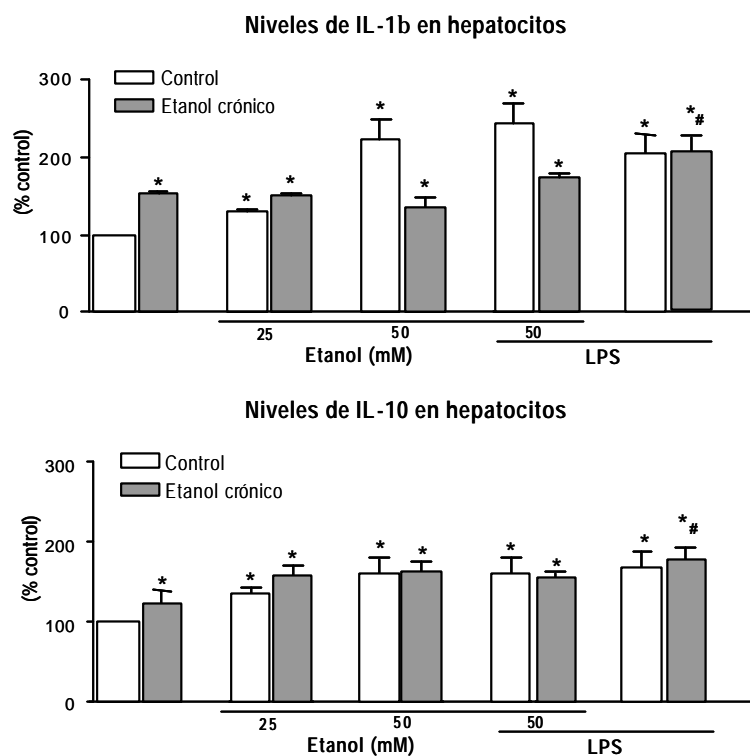 Niveles de IL-1b en hepatocitos
300
200
100
0
(% control)
Control
Etanol crónico
*
* *
* *
* *
* *#
25 50 50
Etanol (mM) LPS
Niveles de IL-10 en hepatocitos
300
200
100
0
(% control)
Control
Etanol crónico
*
* *
* *
* *
* *#
25 50 50
Etanol (mM) LPS